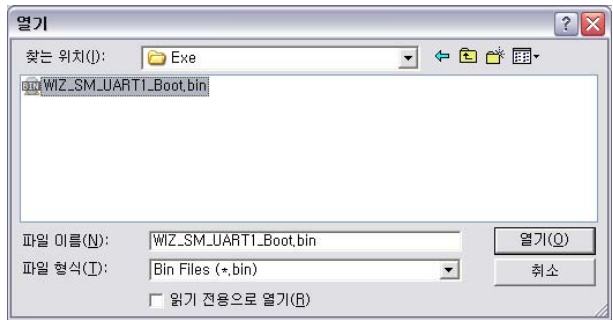 열기
찾는 위치(I): Exe
WIZ_SM_UART1_Boot.bin
파일 이름(N): WIZ_SM_UART1_Boot.bin 열기(O)
파일 형식(T): Bin Files (*.bin) 취소
읽기 전용으로 열기(R)